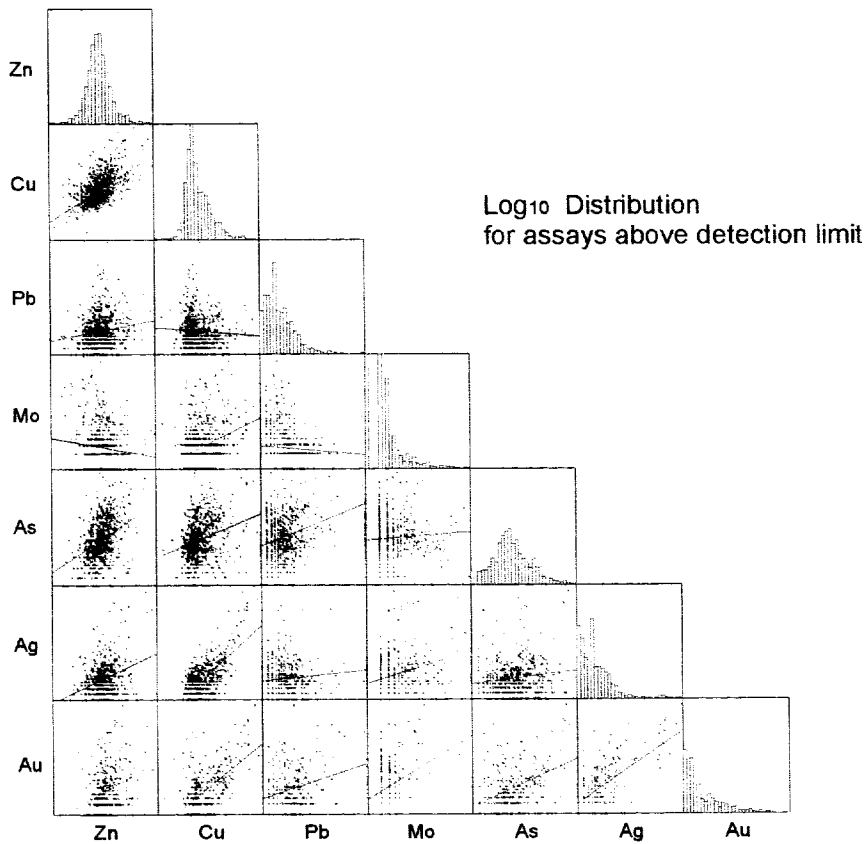 Zn
Cu
Log10 Distribution
for assays above detection limit
Pb
Mo
As
Ag
Au
Zn Cu Pb Mo As Ag Au